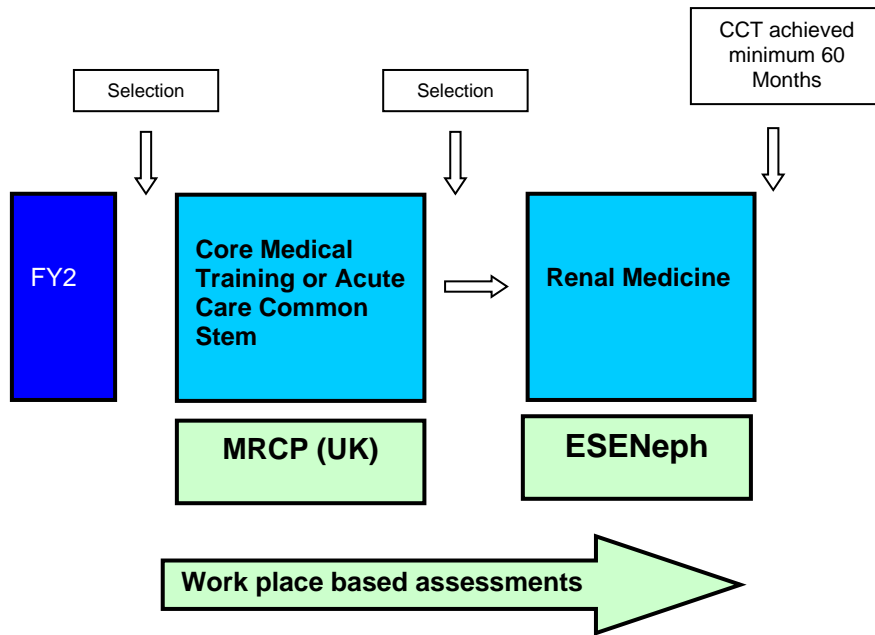 CCT achieved
minimum 60
Months
Selection
Selection
FY2
Core Medical
Training or Acute
Care Common
Stem
Renal Medicine
MRCP (UK)
ESENeph
Work place based assessments